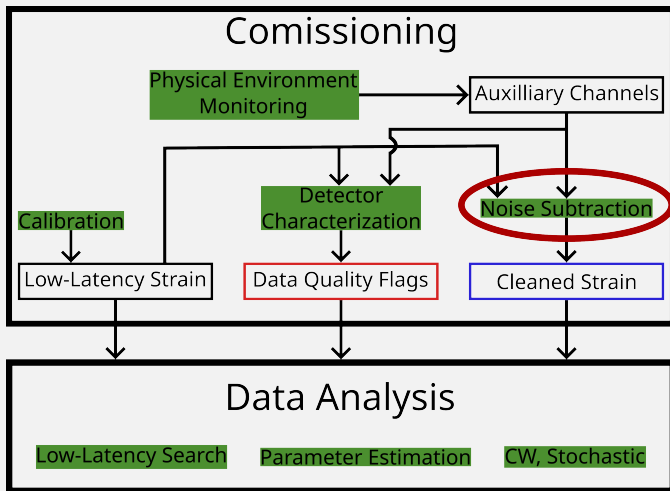 Comissioning
Physical Environment
Monitoring
Auxilliary Channels
Detector
Characterization
Noise Subtraction
Calibration
Low-Latency Strain
Data Quality Flags
Cleaned Strain
Data Analysis
Low-Latency Search
Parameter Estimation
CW, Stochastic